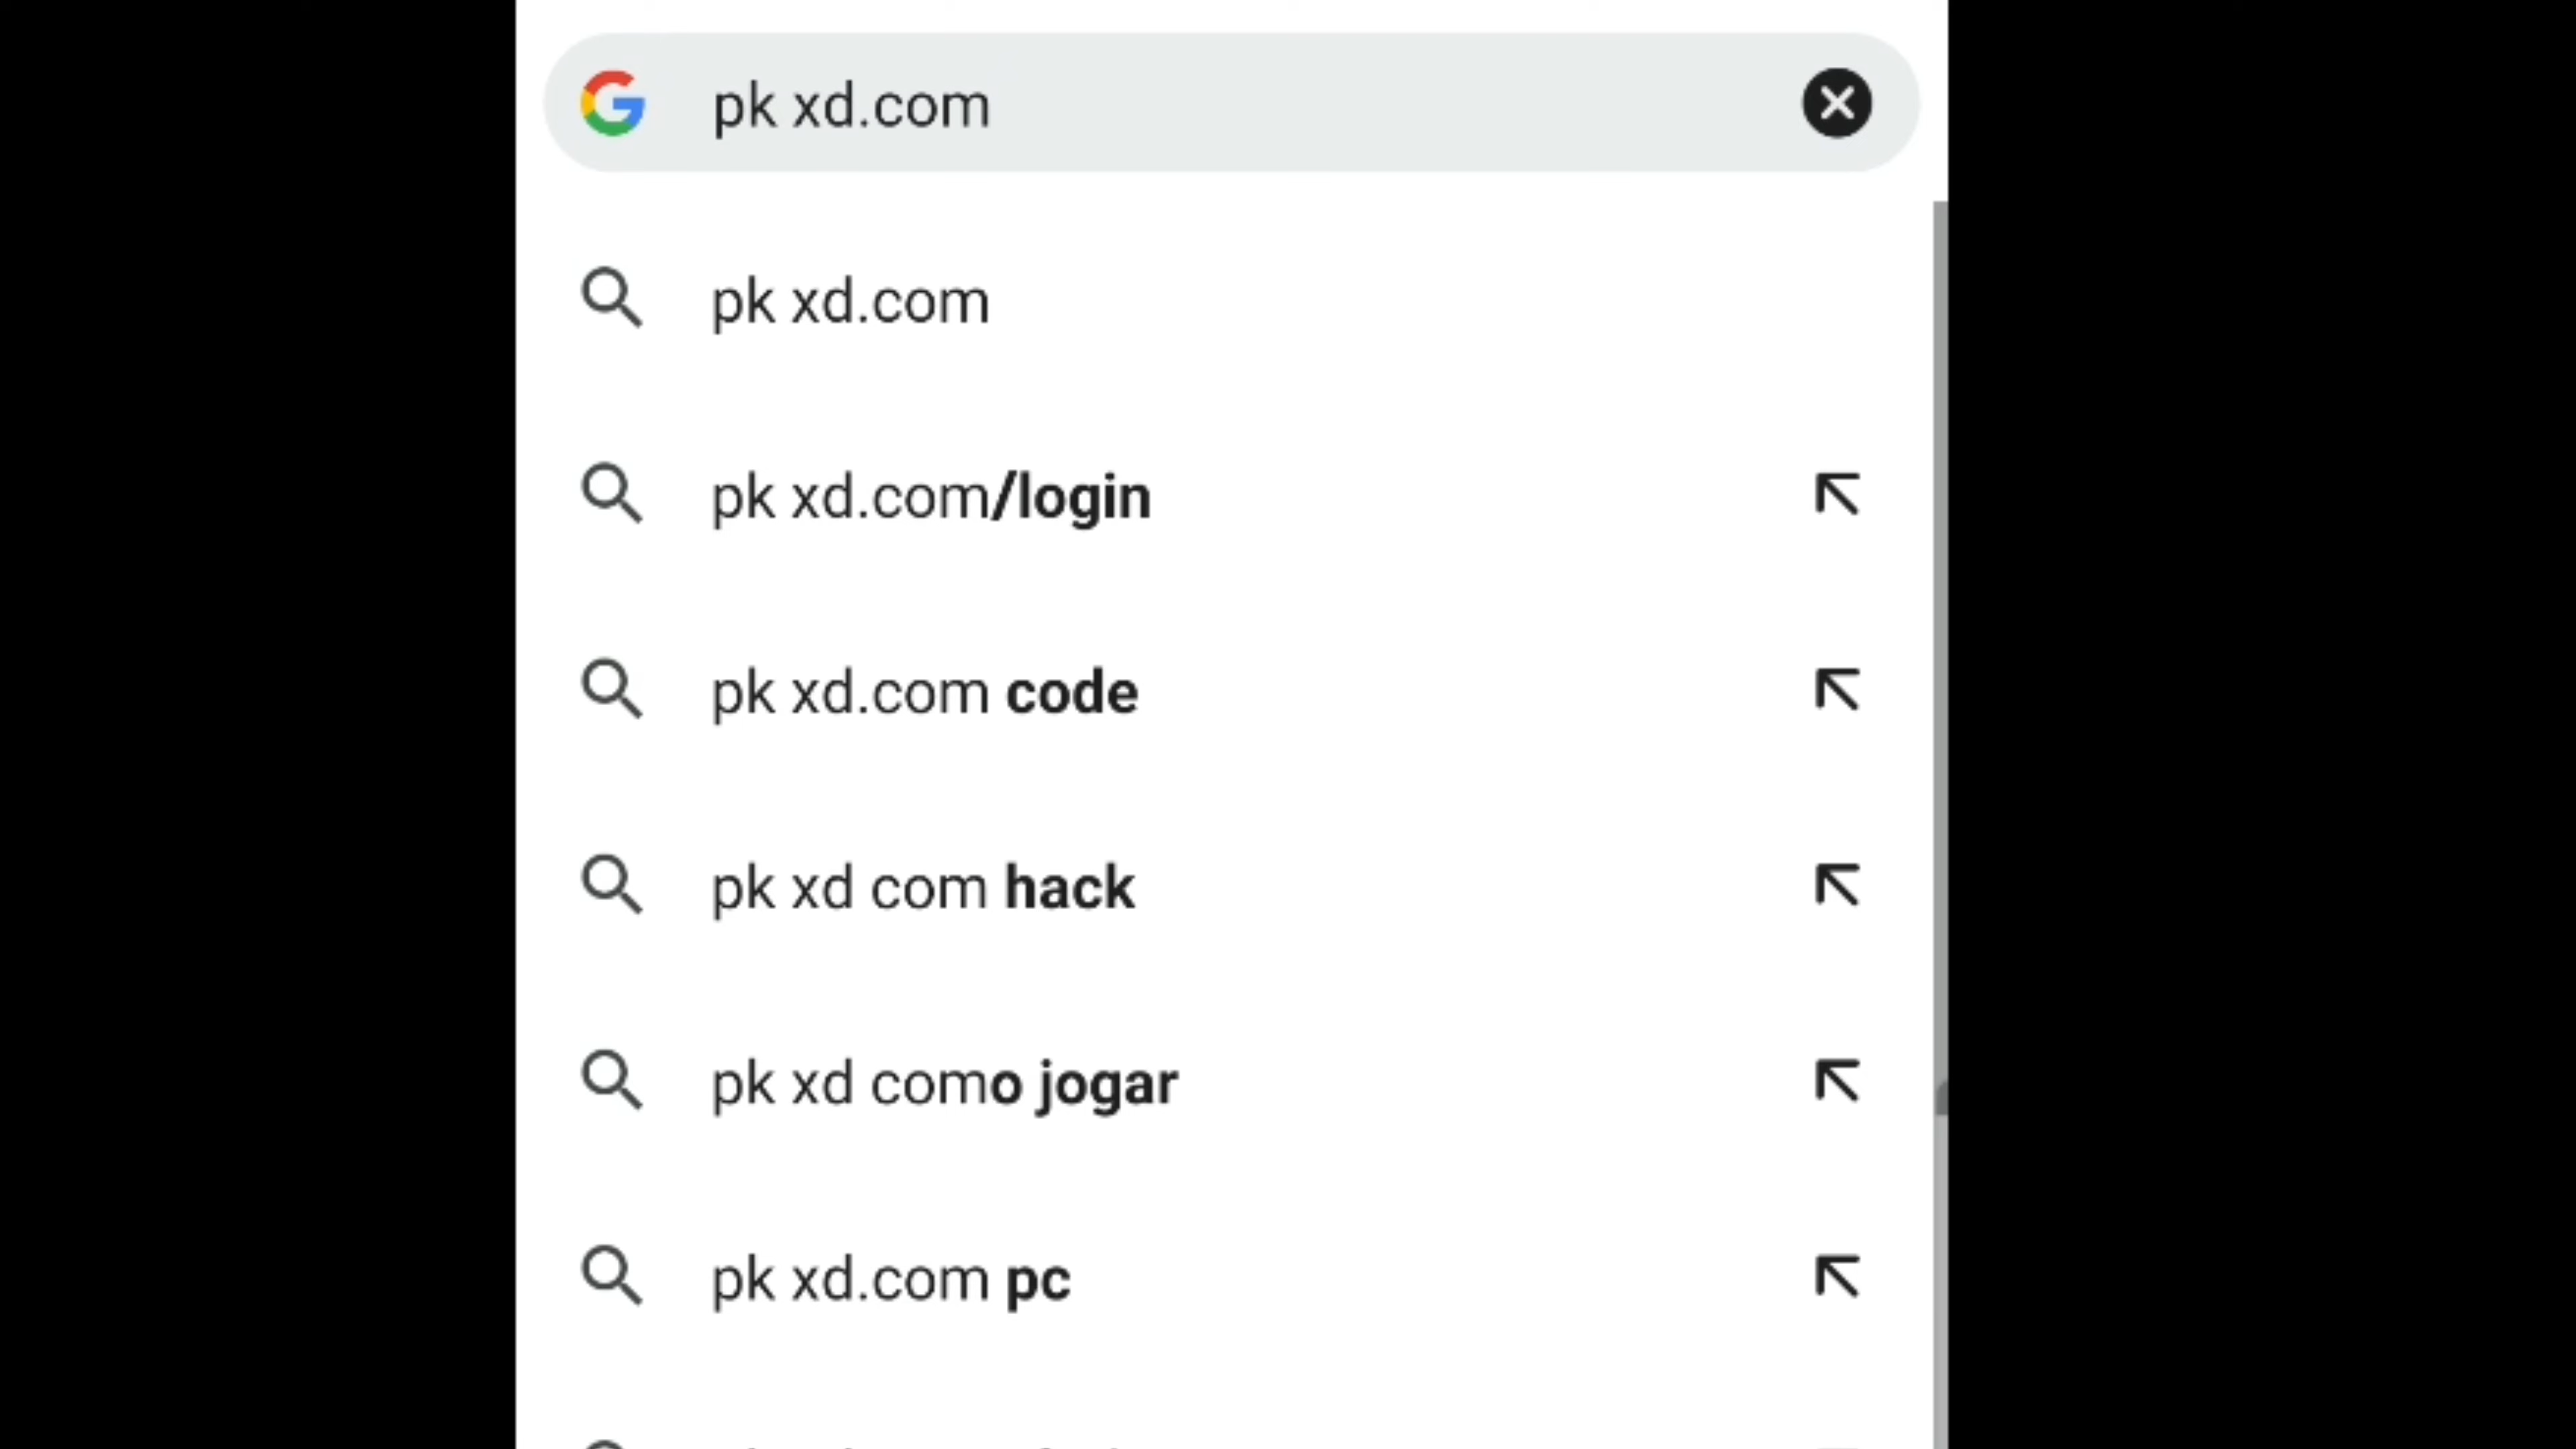 pk xd.com
pk xd.com
pk xd.com/login
pk xd.com code
pk xd com hack
pk xd como jogar
pk xd.com pc